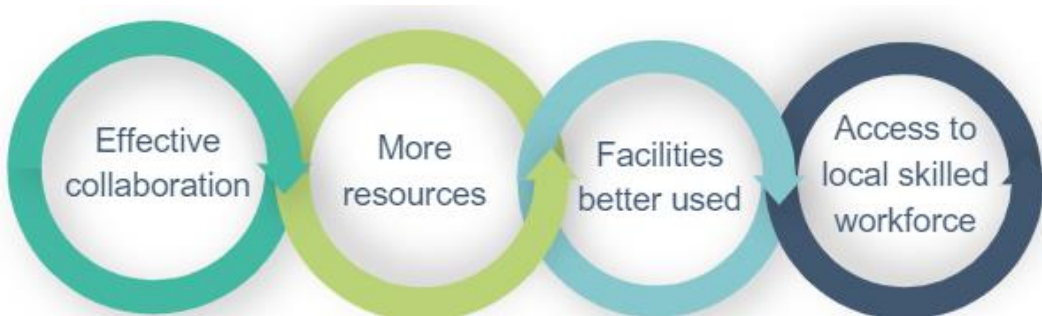 Effective
collaboration
More
resources
Facilities
better used
Access to
local skilled
workforce